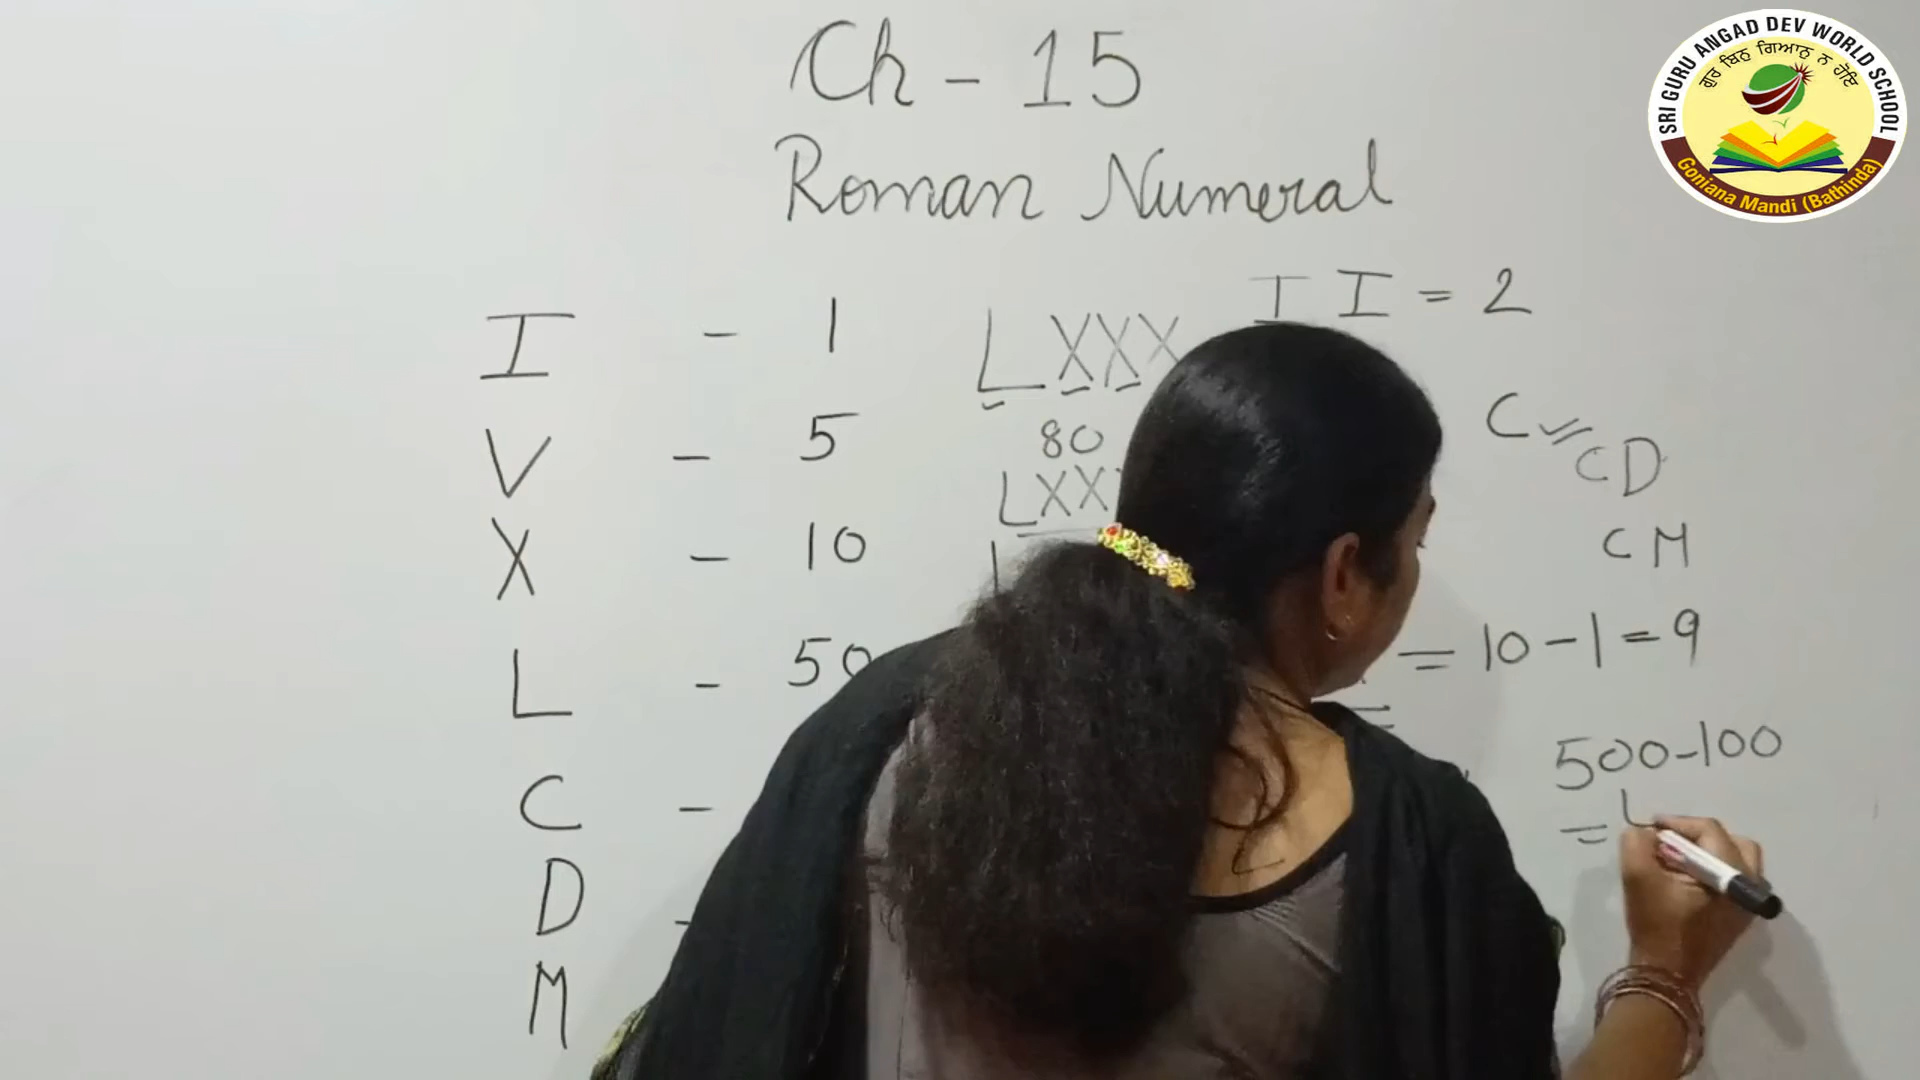 Ch - 15
Roman Numeral
I - 1
V - 5
X - 10
L - 50
C -
D -
M
LXXX
80
LXX
I I = 2
C
CD
CM
= 10 - 1 = 9
500 - 100
=
SRI GURU ANGAD DEV WORLD SCHOOL
ਗੁਰ ਬਿਨੁ ਗਿਆਨੁ ਨ ਹੋਇ
Goniana Mandi (Bathinda)